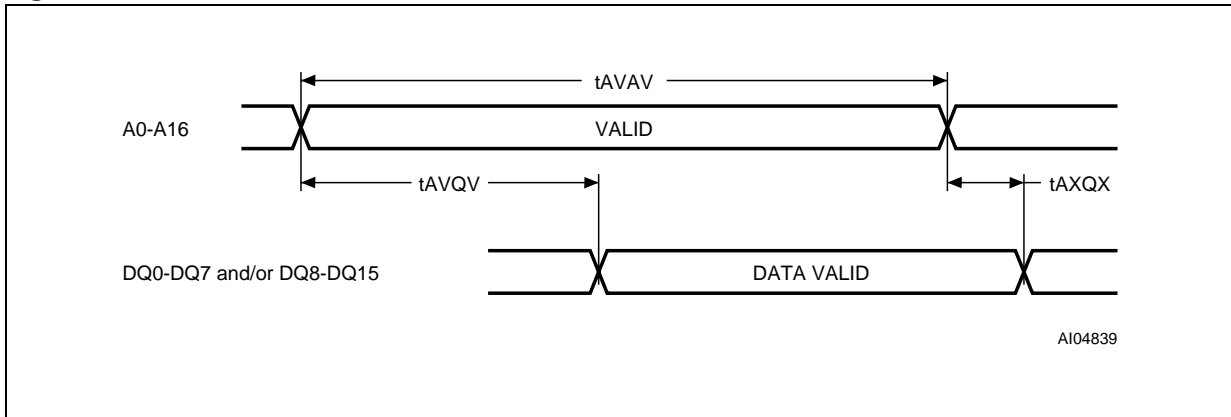 tAVAV
A0-A16
VALID
tAVQV
tAXQX
DQ0-DQ7 and/or DQ8-DQ15
DATA VALID
AI04839